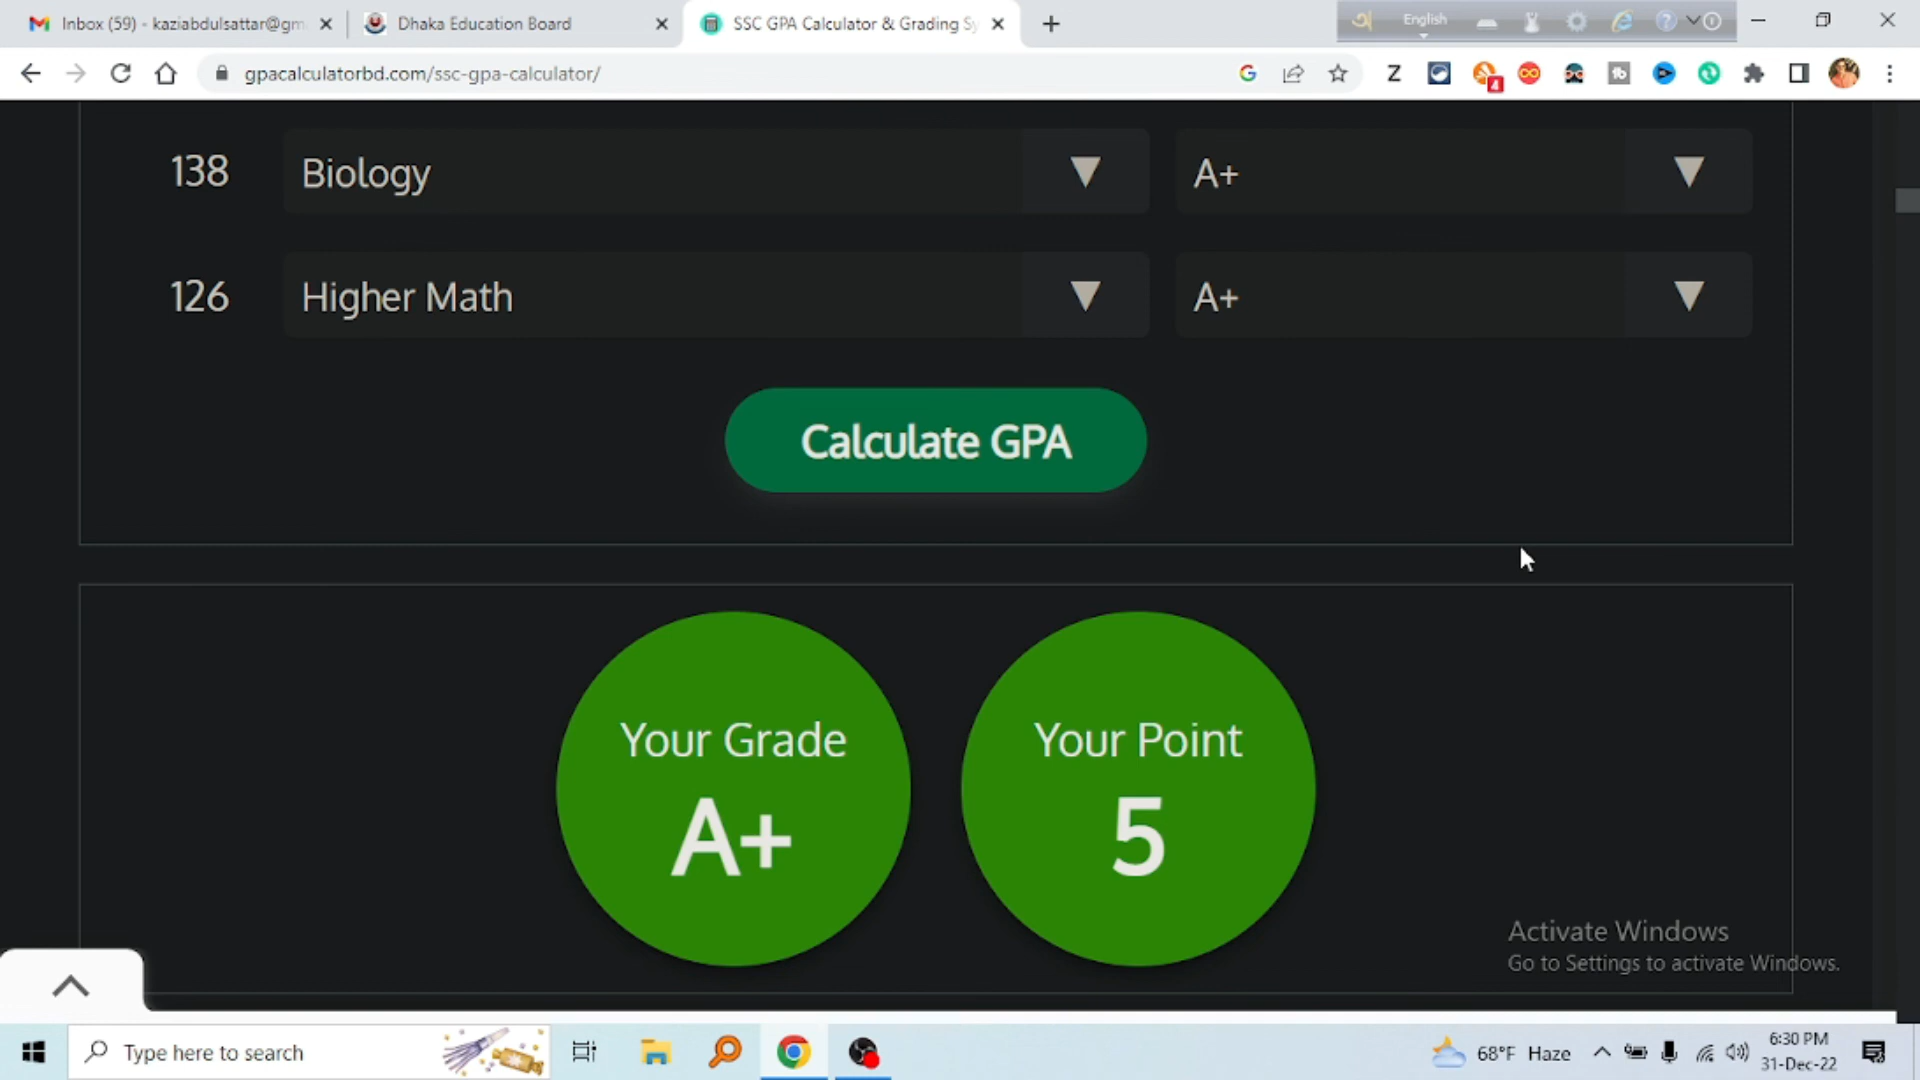 Inbox (59) - kaziabdulsattar@gm
Dhaka Education Board
SSC GPA Calculator & Grading Sy
English
gpacalculatorbd.com/ssc-gpa-calculator/
Z
4
138 Biology ▼ A+ ▼
126 Higher Math ▼ A+ ▼
Calculate GPA
Your Grade
A+
Your Point
5
Activate Windows
Go to Settings to activate Windows.
Type here to search
68°F Haze
6:30 PM
31-Dec-22